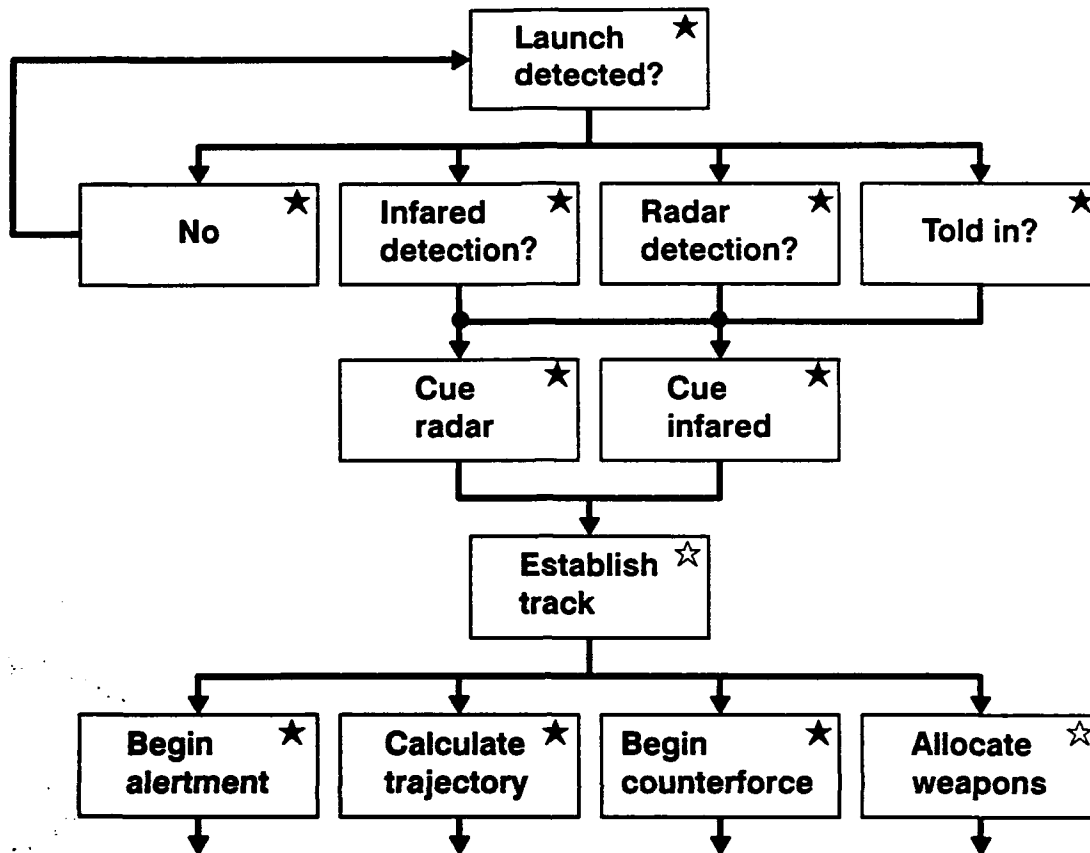 Launch
detected?
No
Infared
detection?
Radar
detection?
Told in?
Cue
radar
Cue
infared
Establish
track
Begin
alertment
Calculate
trajectory
Begin
counterforce
Allocate
weapons